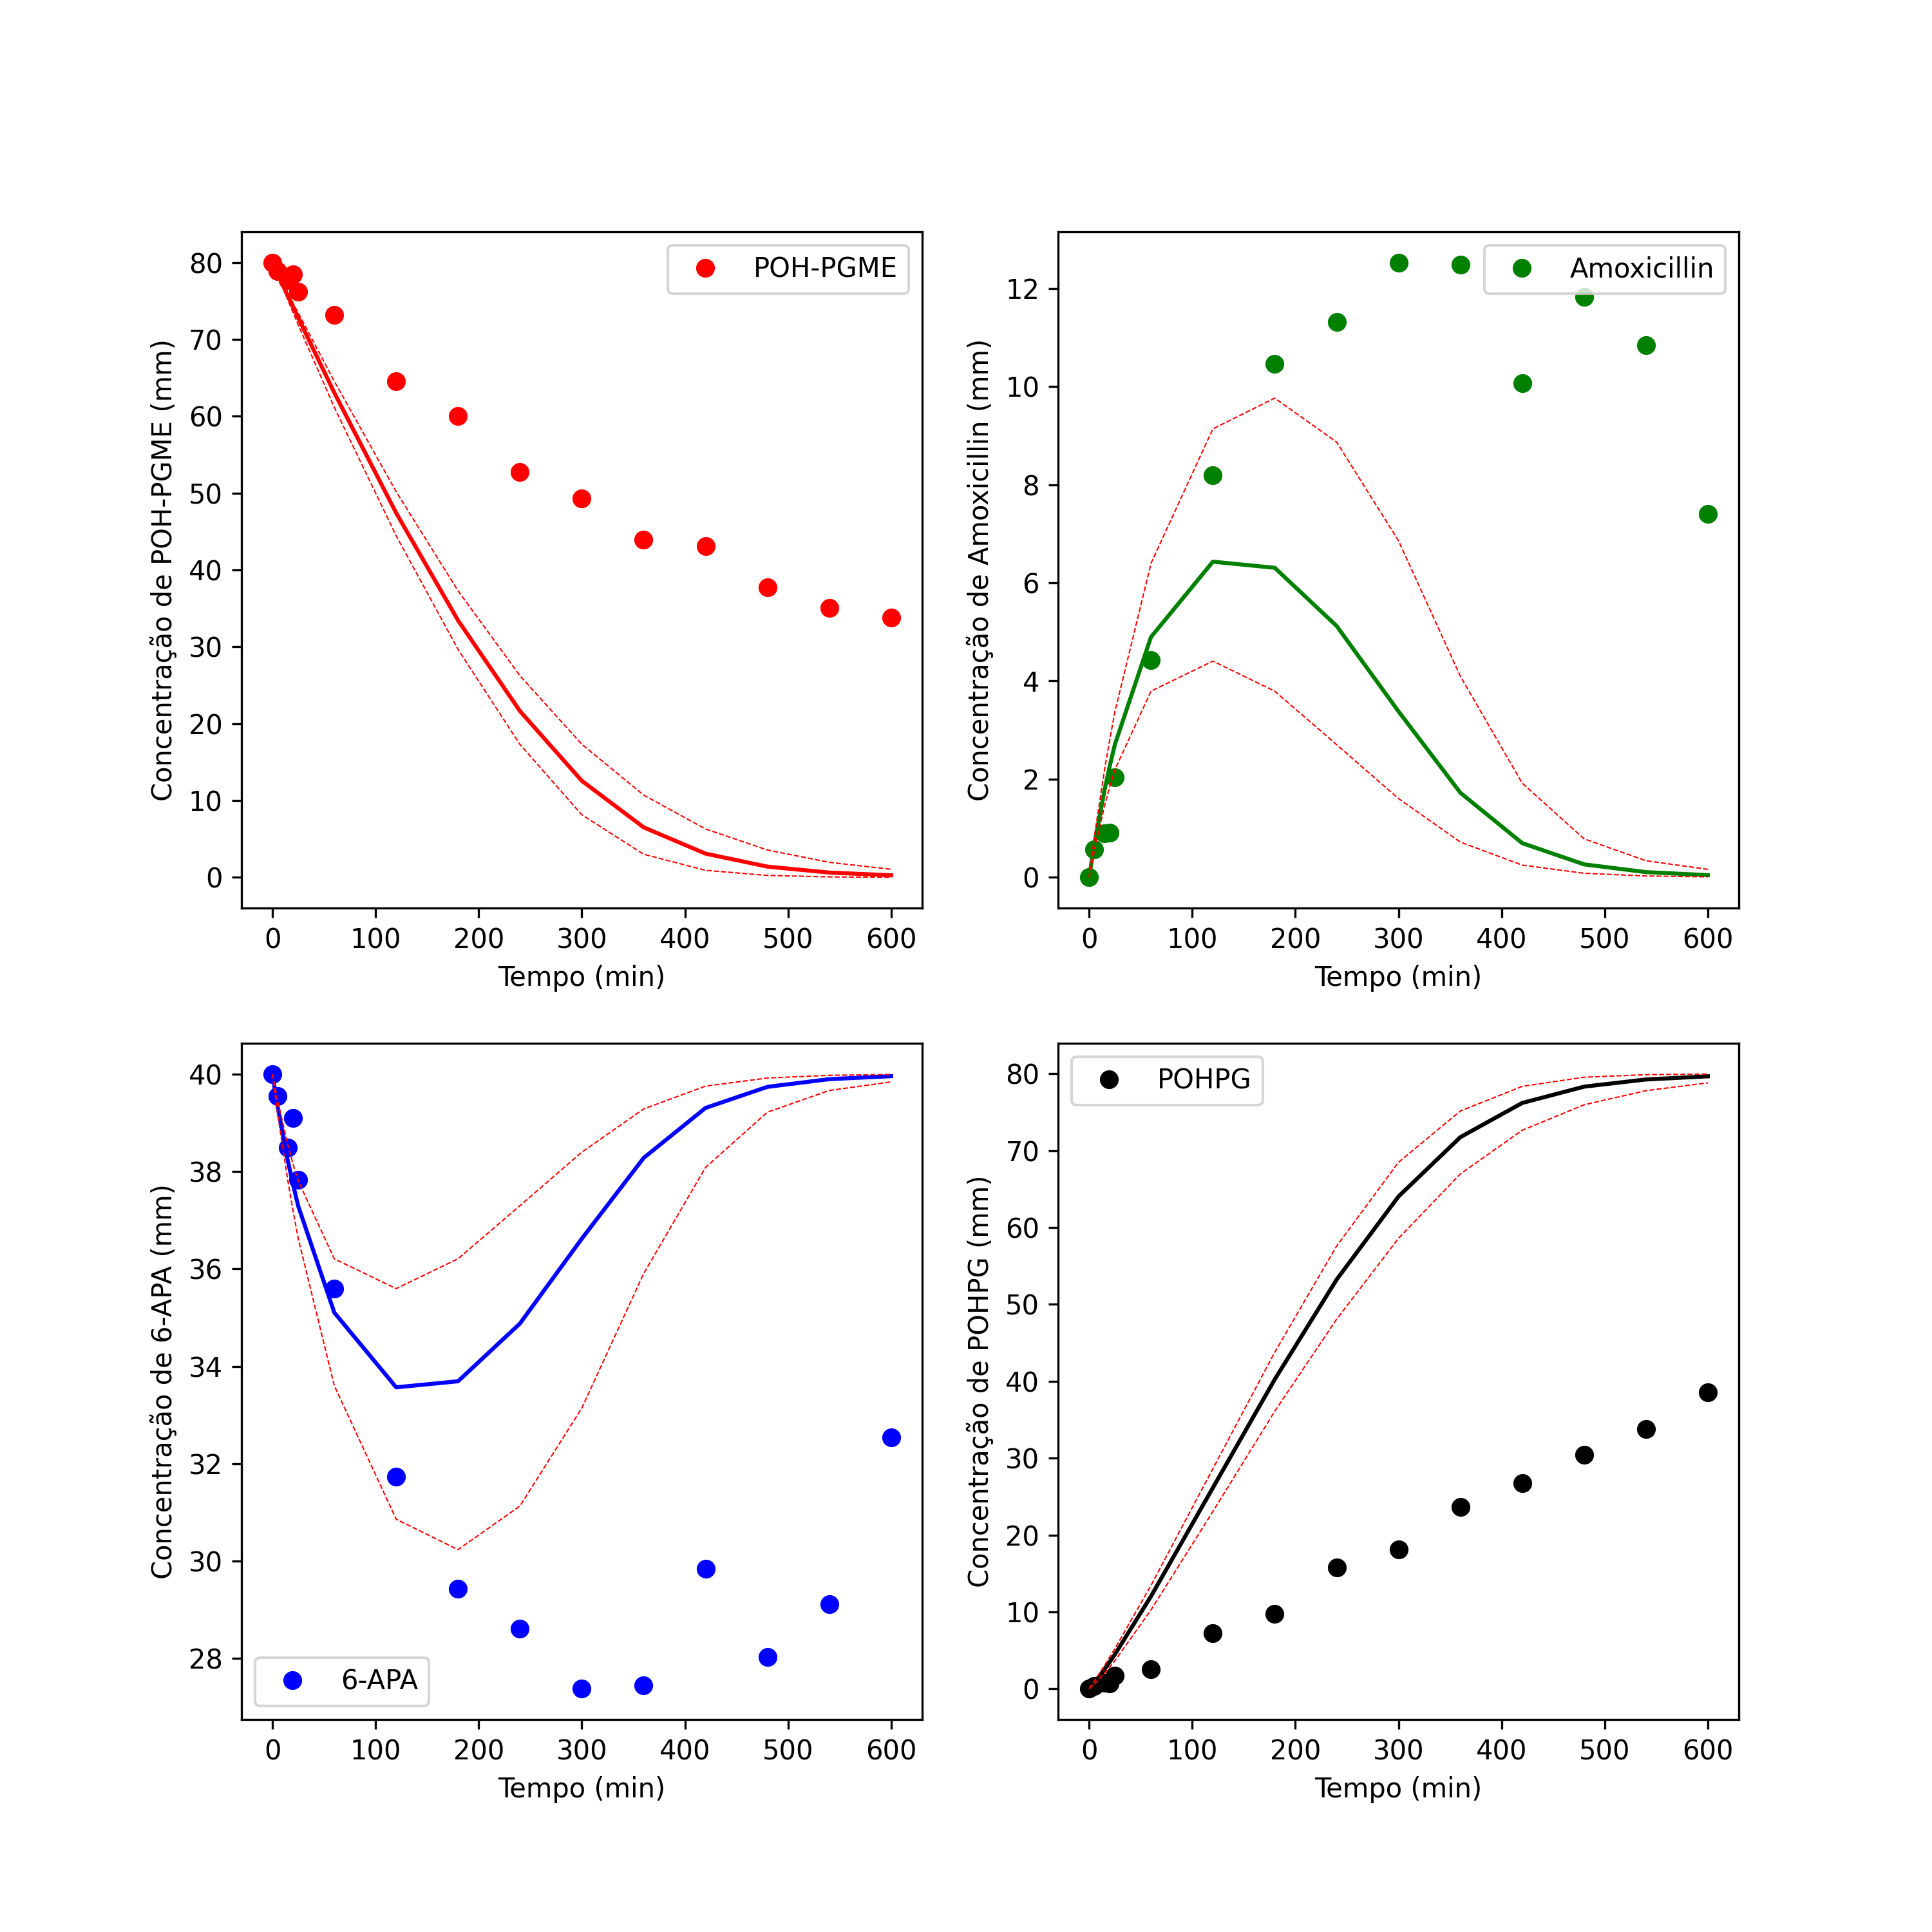 80
70
60
50
40
30
20
10
0
Concentração de POH-PGME (mm)
POH-PGME
0 100 200 300 400 500 600
Tempo (min)
12
10
8
6
4
2
0
Concentração de Amoxicillin (mm)
Amoxicillin
0 100 200 300 400 500 600
Tempo (min)
40
38
36
34
32
30
28
Concentração de 6-APA (mm)
6-APA
0 100 200 300 400 500 600
Tempo (min)
80
70
60
50
40
30
20
10
0
Concentração de POHPG (mm)
POHPG
0 100 200 300 400 500 600
Tempo (min)